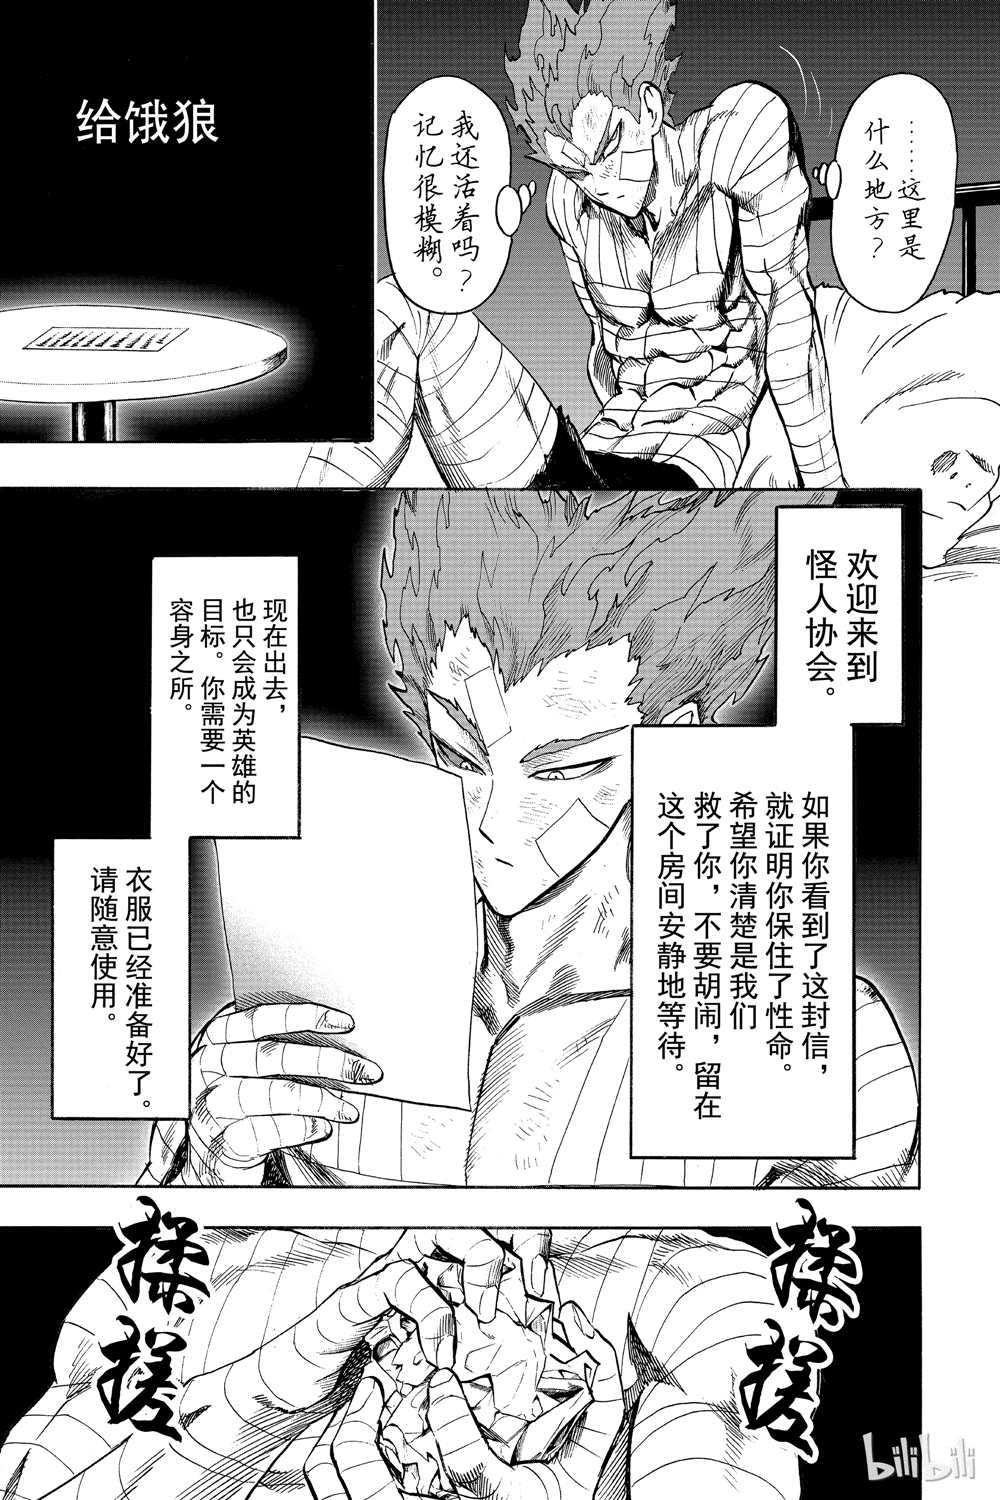 ……这里是
什么地方？
我还活着吗？
记忆很模糊。
给饿狼
欢迎来到
怪人协会。
如果你看到了这封信，
就证明你保住了性命。
希望你清楚是我们
救了你，不要胡闹，留在
这个房间安静地等待。
现在出去，
也只会成为英雄的
目标。你需要一个
容身之所。
衣服已经准备好了。
请随意使用。
揉
搓
揉
搓
bilibili